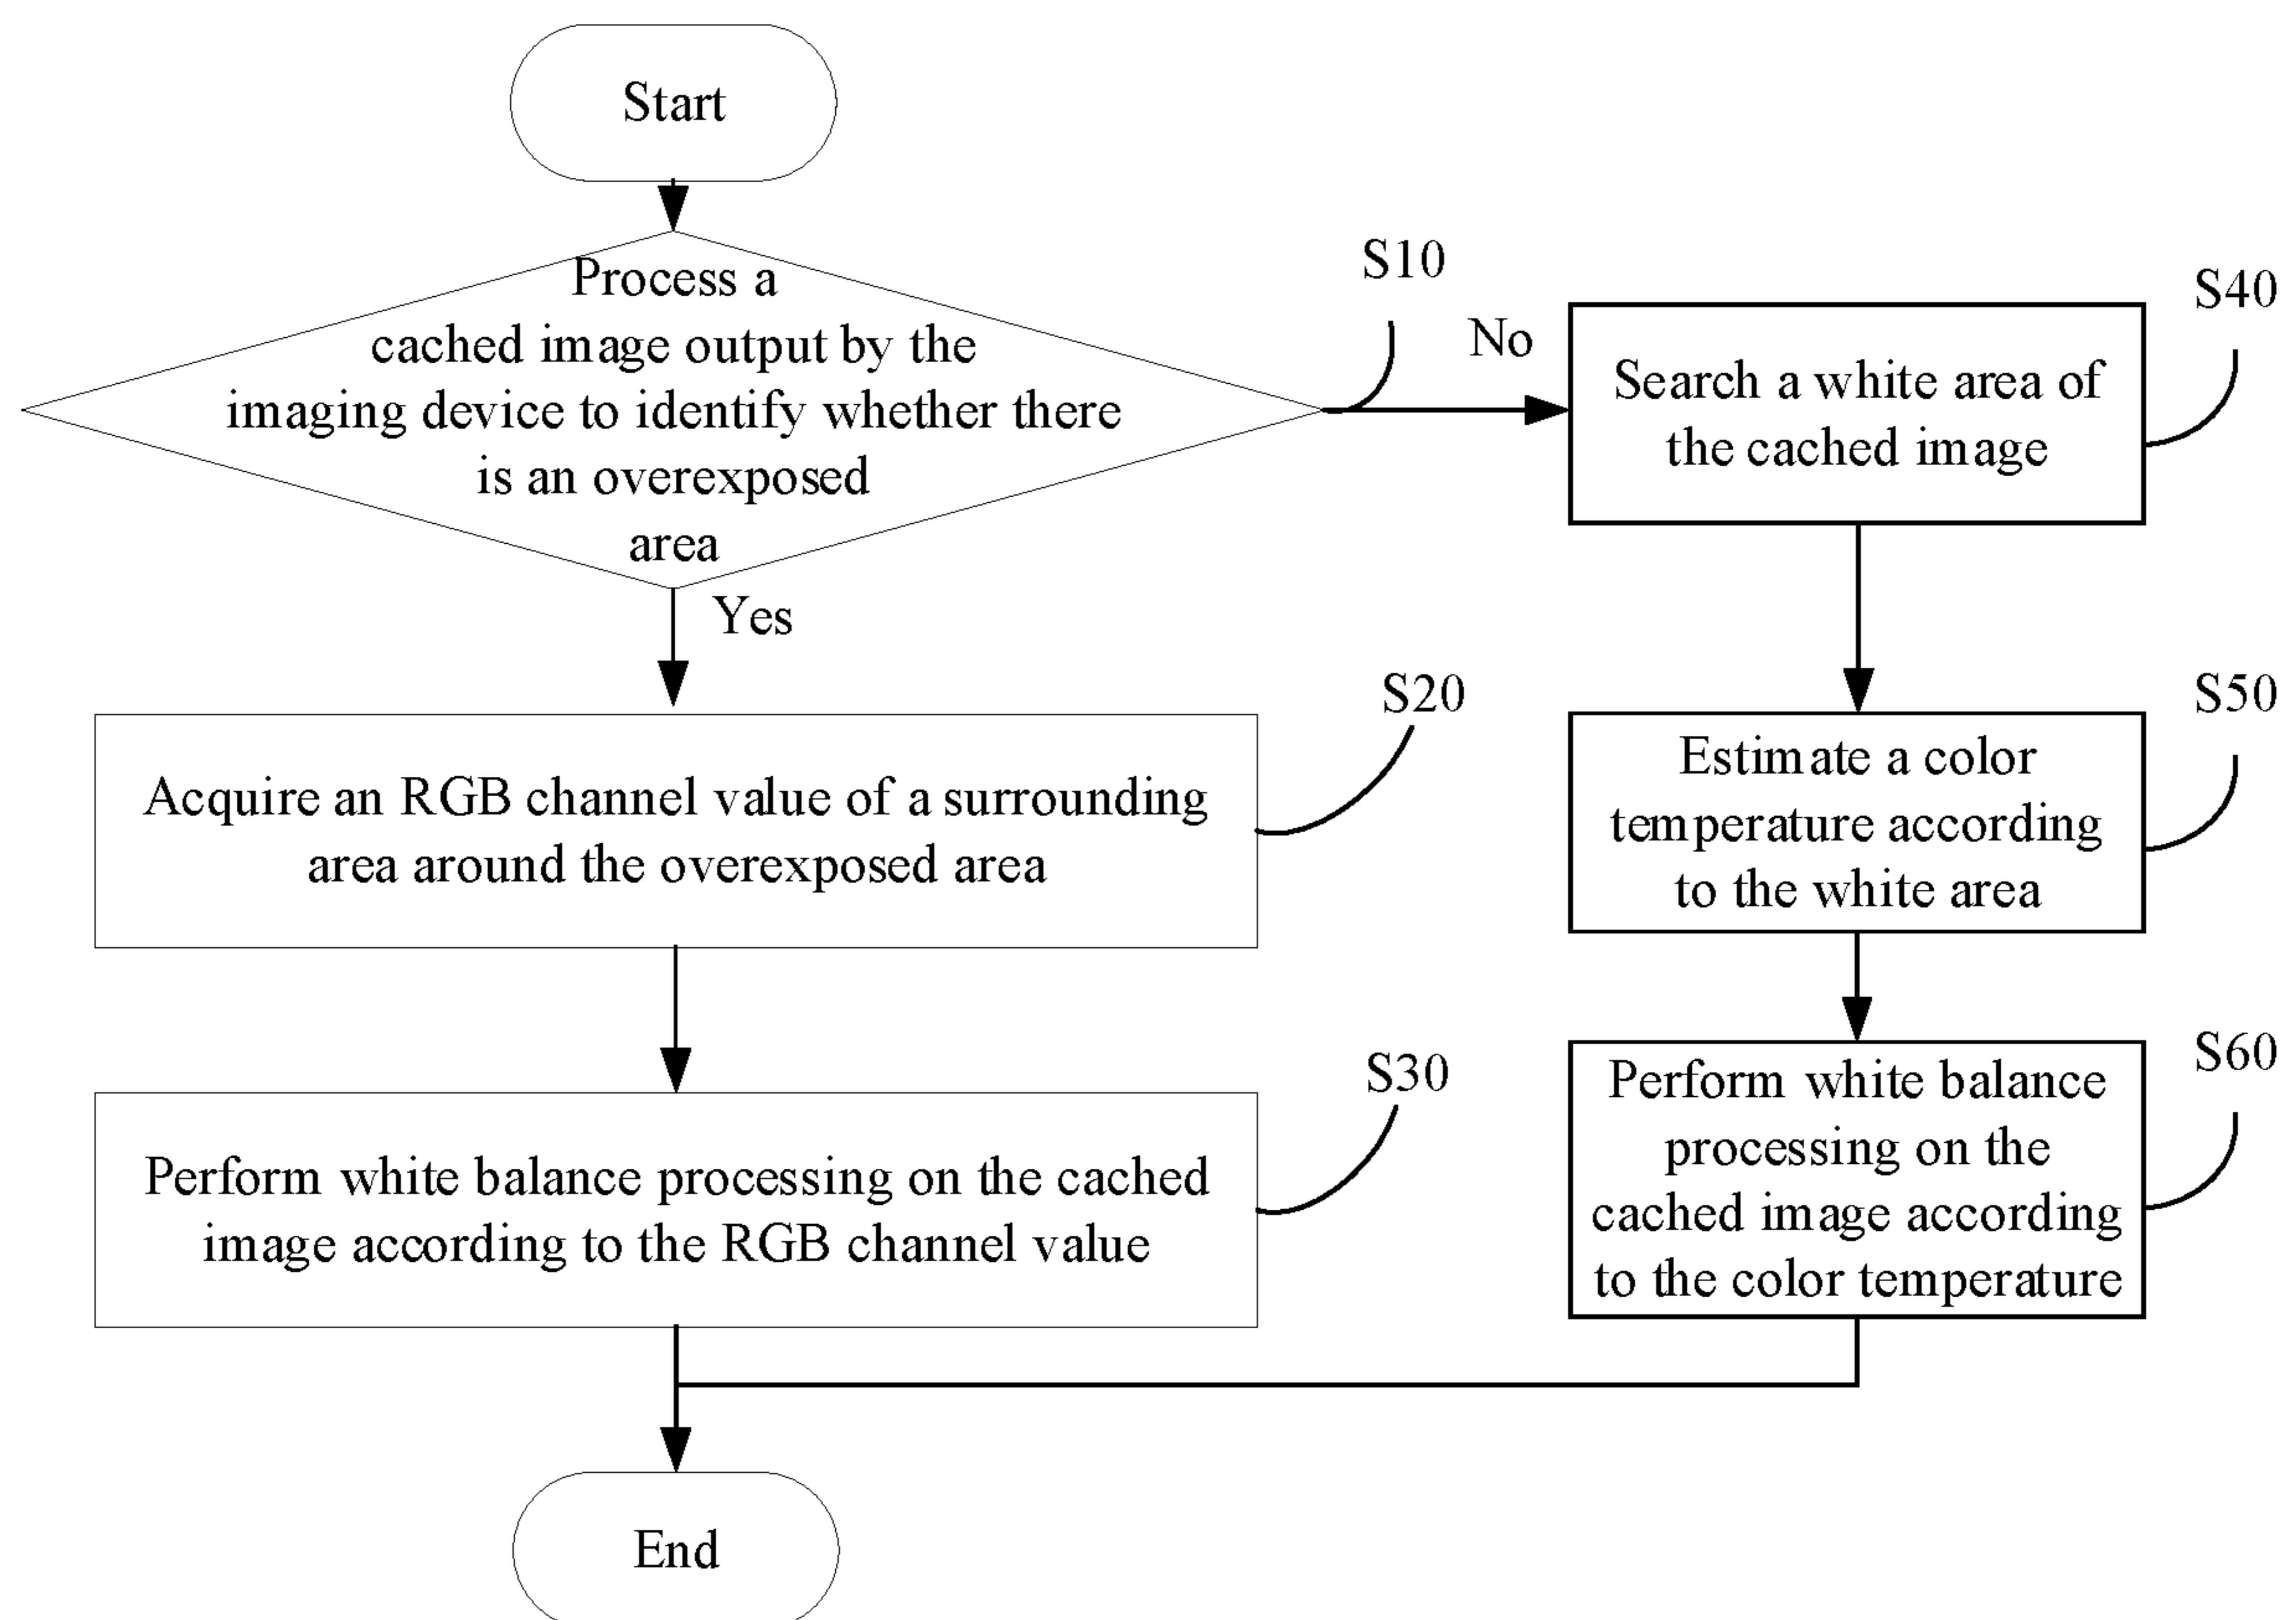 Start
Process a
cached image output by the
imaging device to identify whether there
is an overexposed
area
S10
No
Yes
Search a white area of
the cached image
S40
Acquire an RGB channel value of a surrounding
area around the overexposed area
S20
Estimate a color
temperature according
to the white area
S50
Perform white balance processing on the cached
image according to the RGB channel value
S30
Perform white balance
processing on the
cached image according
to the color temperature
S60
End